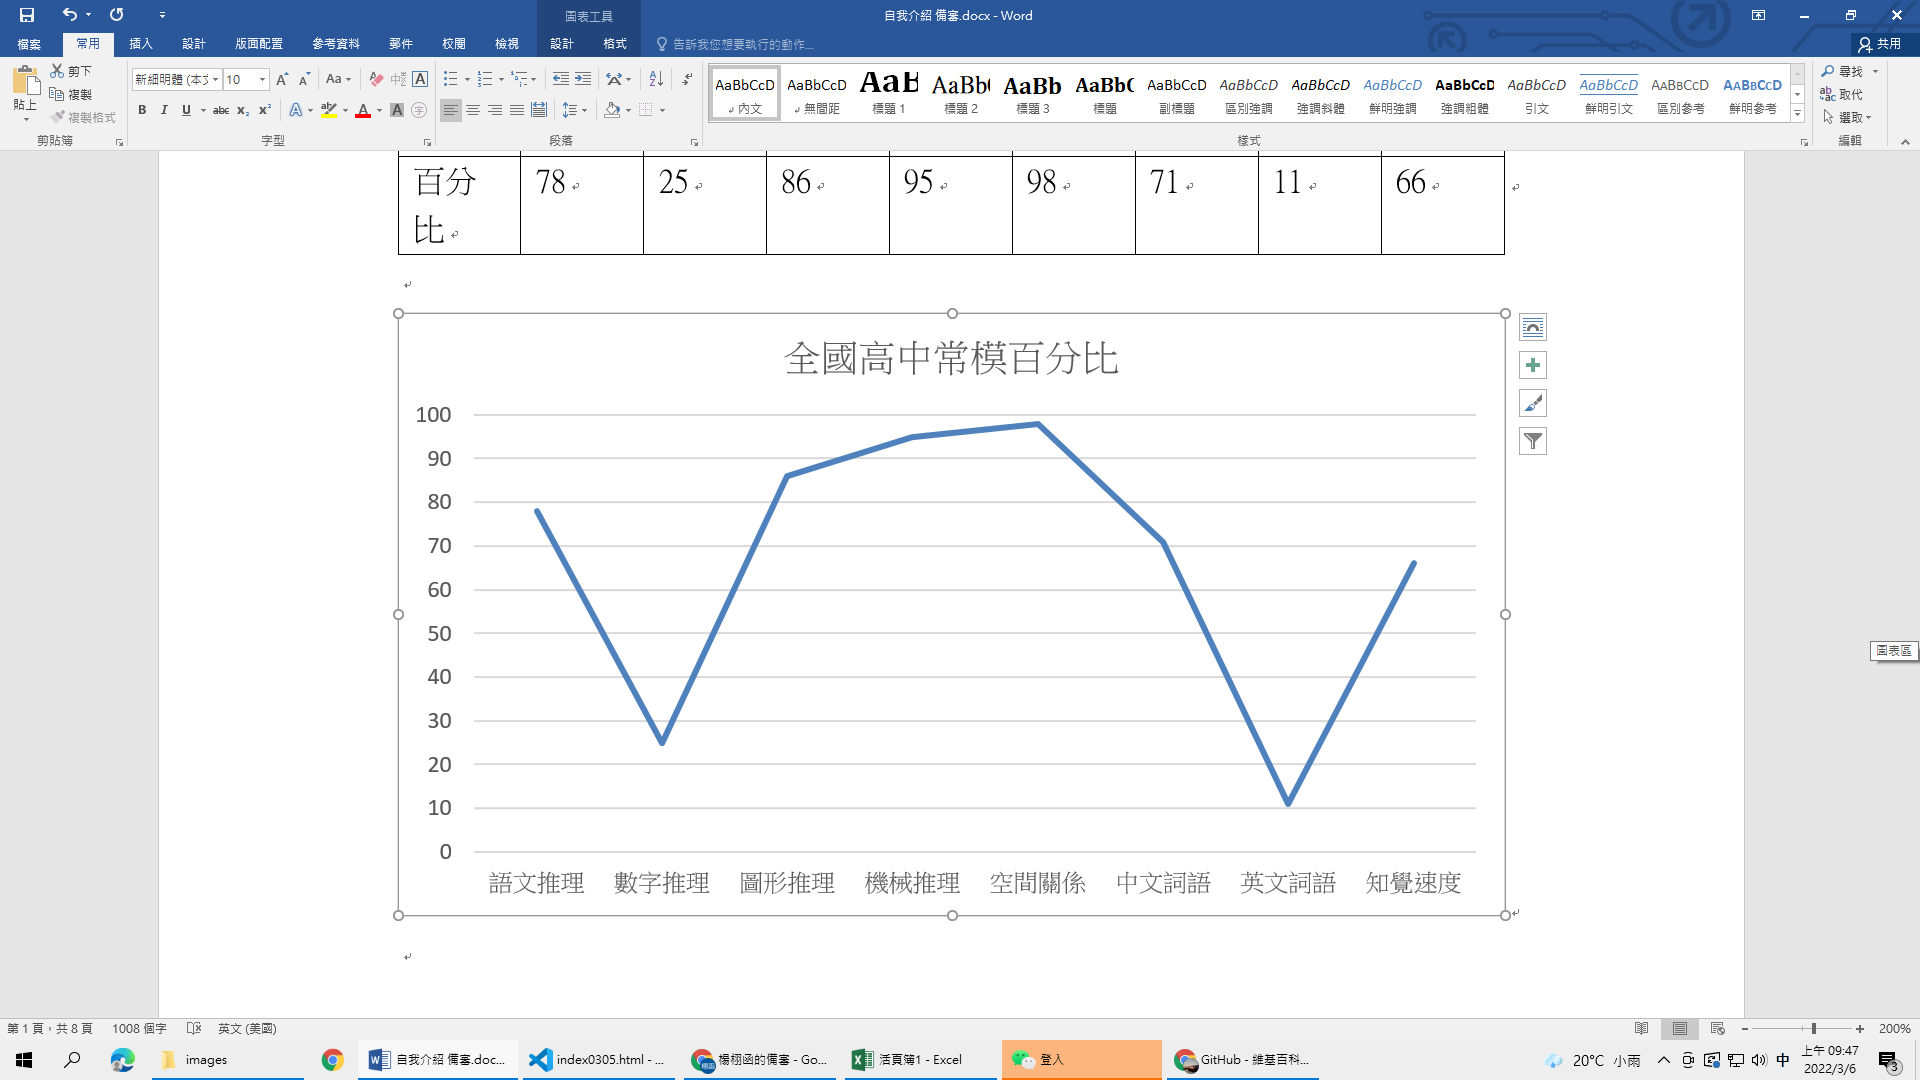 圖表工具
自我介紹 備審.docx - Word
檔案 常用 插入 設計 版面配置 參考資料 郵件 校閱 檢視 設計 格式 告訴我您想要執行的動作... 共用
貼上
剪下
複製
複製格式
剪貼簿
新細明體 (本文 10
字型
段落
AaBbCcD AaBbCcD AaB AaBb( AaBb AaBb( AaBbCcD AaBbCcD AaBbCcD AaBbCcD AaBbCcD AaBbCcD AaBbCcD AaBbCcD AaBbCcD
內文 無間距 標題 1 標題 2 標題 3 標題 副標題 區別強調 強調斜體 鮮明強調 強調粗體 引文 鮮明引文 區別參考 鮮明參考
樣式
尋找
取代
選取
編輯
百分比 78 25 86 95 98 71 11 66
全國高中常模百分比
100
90
80
70
60
50
40
30
20
10
0
語文推理 數字推理 圖形推理 機械推理 空間關係 中文詞語 英文詞語 知覺速度
圖表區
第 1 頁，共 8 頁 1008 個字 英文 (美國) 200%
images 自我介紹 備審.doc... index0305.html - ... 楊栩函的備審 - Go... 活頁簿1 - Excel 登入 GitHub - 維基百科... 20°C 小雨 中 上午 09:47
2022/3/6
3